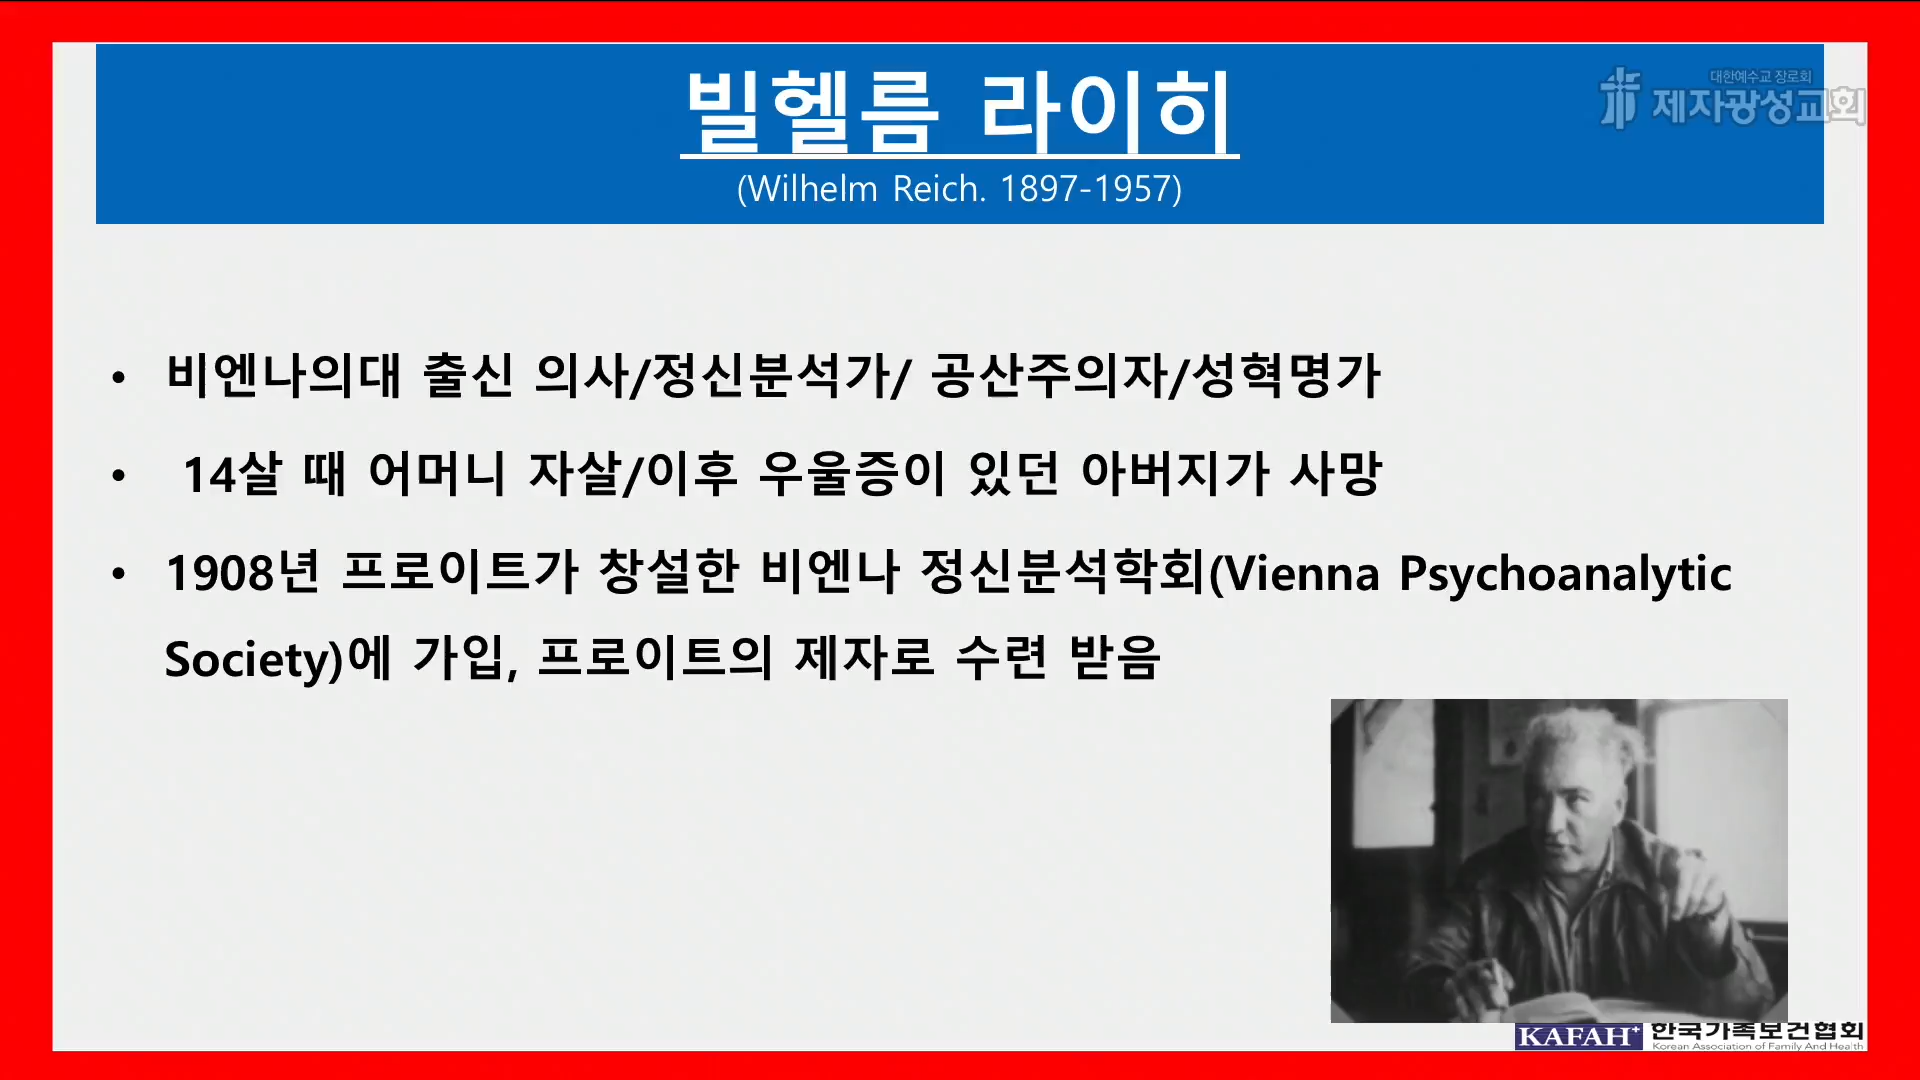 빌헬름 라이히
(Wilhelm Reich. 1897-1957)
대한예수교 장로회
제자광성교회
• 비엔나의대 출신 의사/정신분석가/ 공산주의자/성혁명가
• 14살 때 어머니 자살/이후 우울증이 있던 아버지가 사망
• 1908년 프로이트가 창설한 비엔나 정신분석학회(Vienna Psychoanalytic
Society)에 가입, 프로이트의 제자로 수련 받음
KAFAH+ 한국가족보건협회
Korean Association of Family And Health